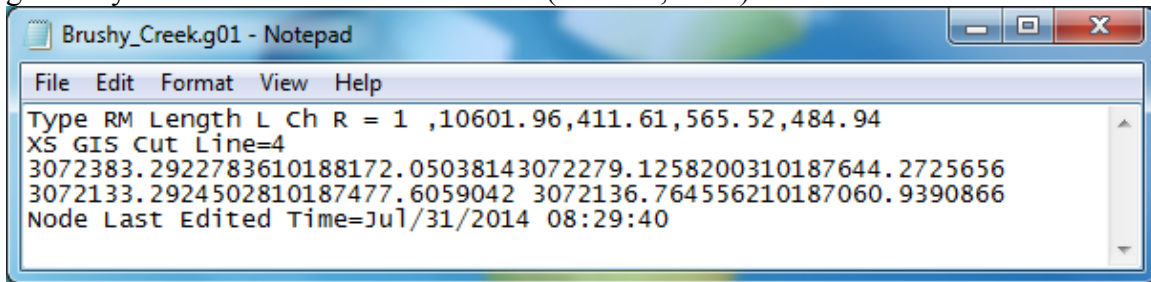 Brushy_Creek.g01 - Notepad
File Edit Format View Help
Type RM Length L Ch R = 1 ,10601.96,411.61,565.52,484.94
XS GIS Cut Line=4
3072383.2922783610188172.05038143072279.1258200310187644.2725656
3072133.2924502810187477.6059042 3072136.764556210187060.9390866
Node Last Edited Time=Jul/31/2014 08:29:40